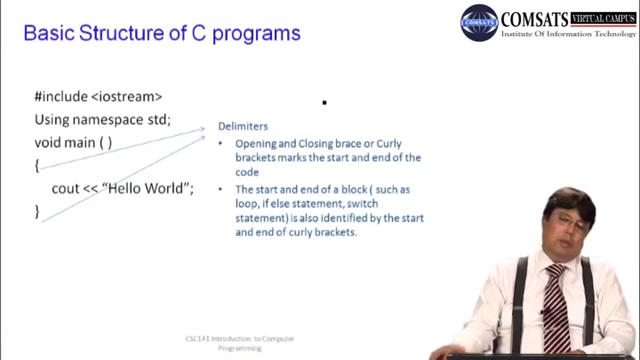 Basic Structure of C programs
COMSATS
VIRTUAL CAMPUS
COMSATS
Institute Of Information Technology
#include <iostream>
Using namespace std;
void main ( )
{
cout << “Hello World”;
}
Delimiters
• Opening and Closing brace or Curly
brackets marks the start and end of the
code
• The start and end of a block ( such as
loop, if else statement, switch
statement) is also identified by the start
and end of curly brackets.
CSC141 Introduction to Computer
Programming